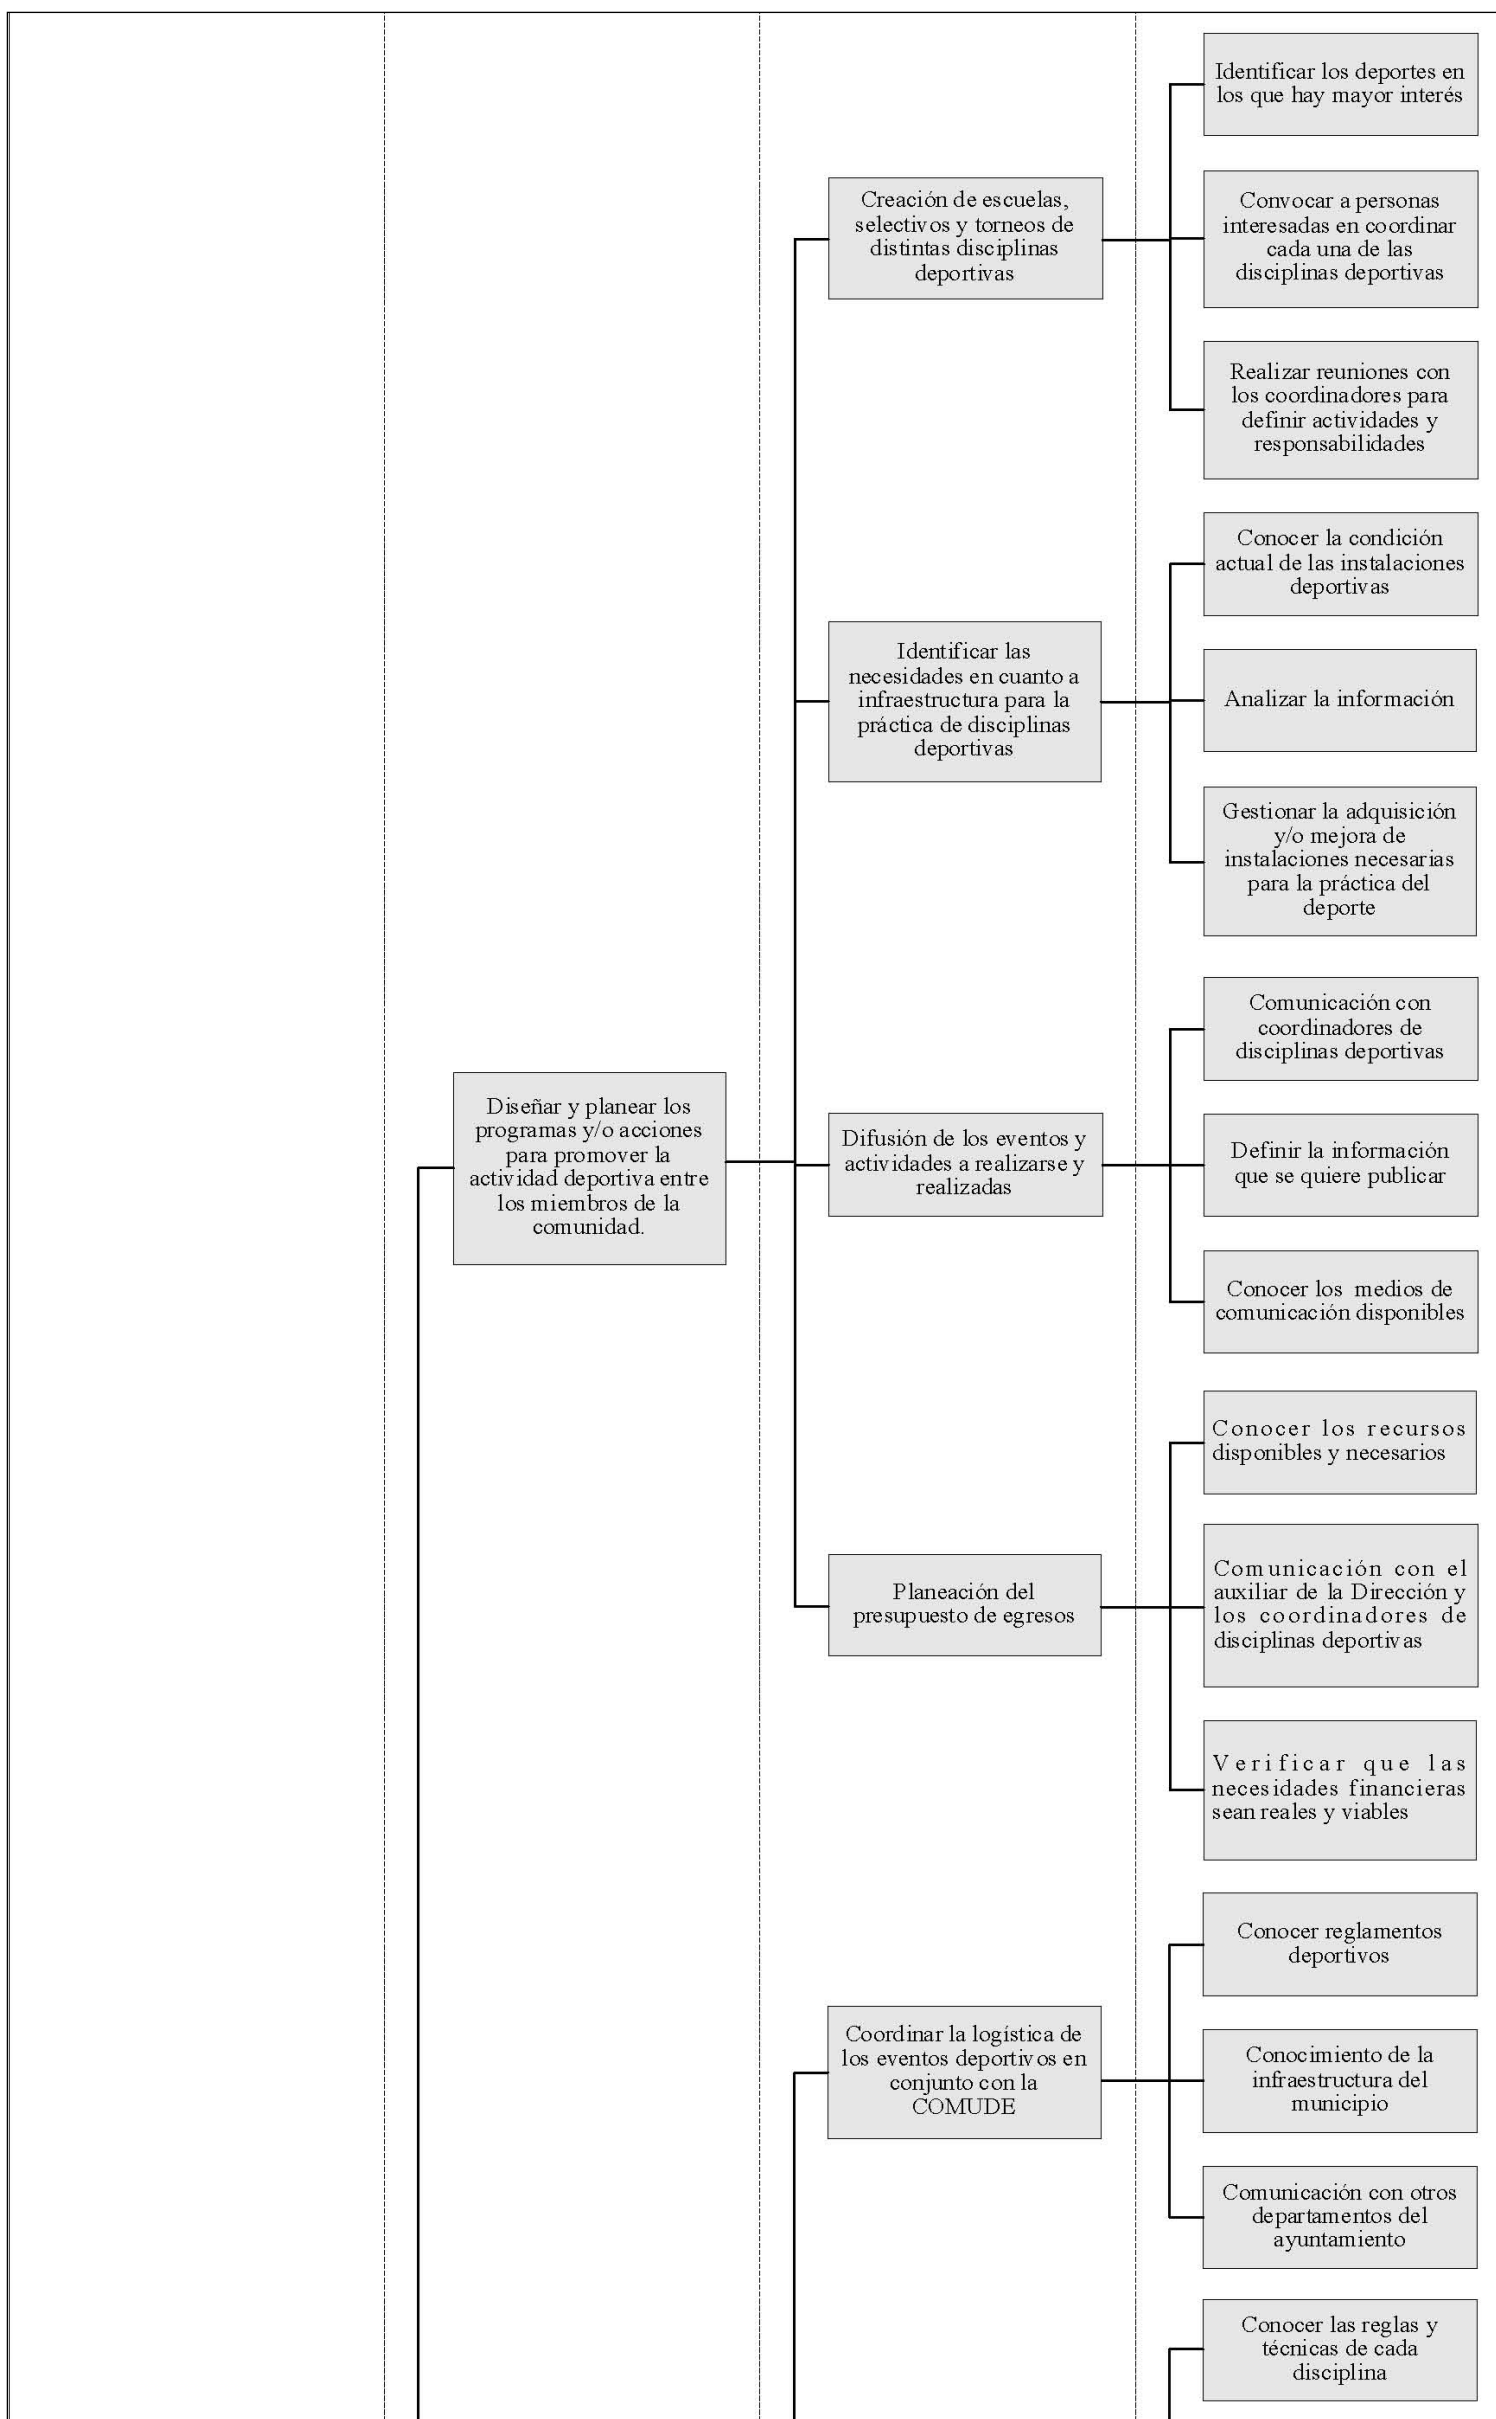 Identificar los deportes en
los que hay mayor interés
Creación de escuelas,
selectivos y torneos de
distintas disciplinas
deportivas
Convocar a personas
interesadas en coordinar
cada una de las
disciplinas deportivas
Realizar reuniones con
los coordinadores para
definir actividades y
responsabilidades
Conocer la condición
actual de las instalaciones
deportivas
Identificar las
necesidades en cuanto a
infraestructura para la
práctica de disciplinas
deportivas
Analizar la información
Gestionar la adquisición
y/o mejora de
instalaciones necesarias
para la práctica del
deporte
Comunicación con
coordinadores de
disciplinas deportivas
Diseñar y planear los
programas y/o acciones
para promover la
actividad deportiva entre
los miembros de la
comunidad.
Difusión de los eventos y
actividades a realizarse y
realizadas
Definir la información
que se quiere publicar
Conocer los  medios de
comunicación disponibles
Conocer los recursos
disponibles y necesarios
Planeación del
presupuesto de egresos
Comunicación con el
auxiliar de la Dirección y
los coordinadores de
disciplinas deportivas
Verificar que las
necesidades financieras
sean reales y viables
Conocer reglamentos
deportivos
Coordinar la logística de
los eventos deportivos en
conjunto con la
COMUDE
Conocimiento de la
infraestructura del
municipio
Comunicación con otros
departamentos del
ayuntamiento
Conocer las reglas y
técnicas de cada
disciplina